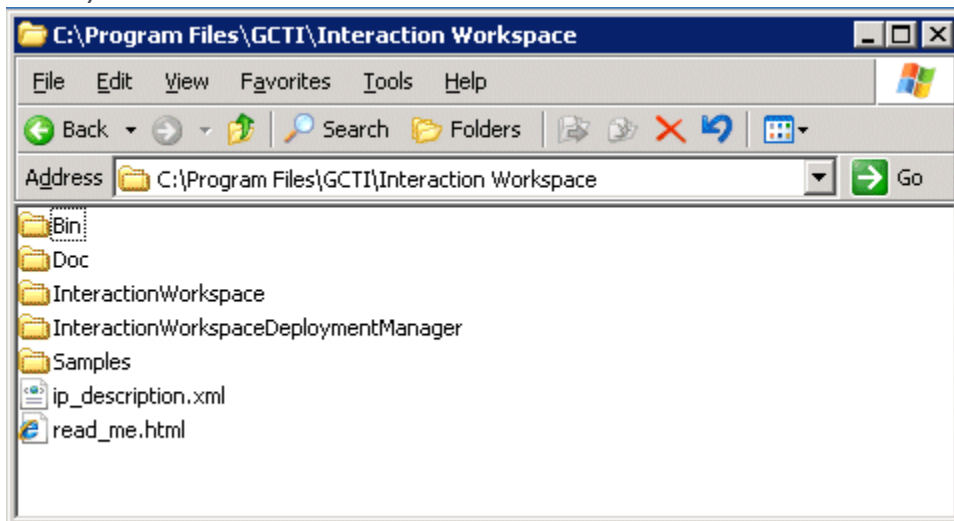 C:\Program Files\GCTI\Interaction Workspace
File Edit View Favorites Tools Help
Back Search Folders
Address C:\Program Files\GCTI\Interaction Workspace Go
Bin
Doc
InteractionWorkspace
InteractionWorkspaceDeploymentManager
Samples
ip_description.xml
read_me.html